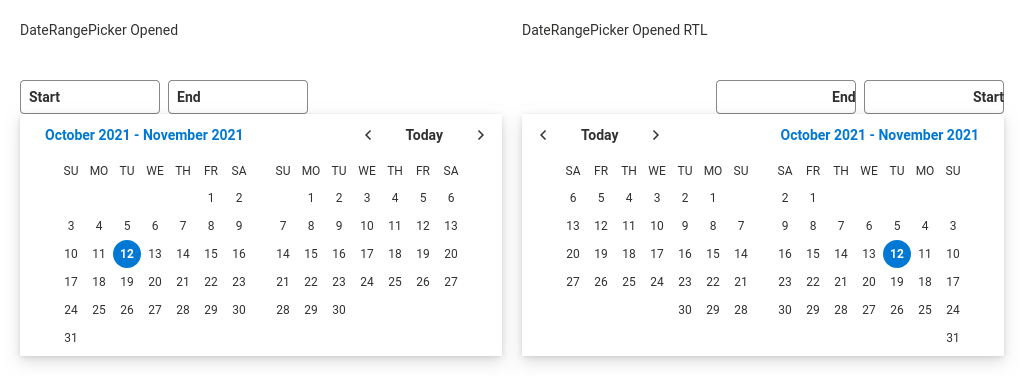 DateRangePicker Opened
DateRangePicker Opened RTL
Start
End
End
Start
October 2021 - November 2021
Today
Today
October 2021 - November 2021
SU MO TU WE TH FR SA
SU MO TU WE TH FR SA
1 2
1 2 3 4 5 6
3 4 5 6 7 8 9
7 8 9 10 11 12 13
10 11 12 13 14 15 16
14 15 16 17 18 19 20
17 18 19 20 21 22 23
21 22 23 24 25 26 27
24 25 26 27 28 29 30
28 29 30
31
SA FR TH WE TU MO SU
SA FR TH WE TU MO SU
6 5 4 3 2 1
2 1
13 12 11 10 9 8 7
9 8 7 6 5 4 3
20 19 18 17 16 15 14
16 15 14 13 12 11 10
27 26 25 24 23 22 21
23 22 21 20 19 18 17
30 29 28
30 29 28 27 26 25 24
31